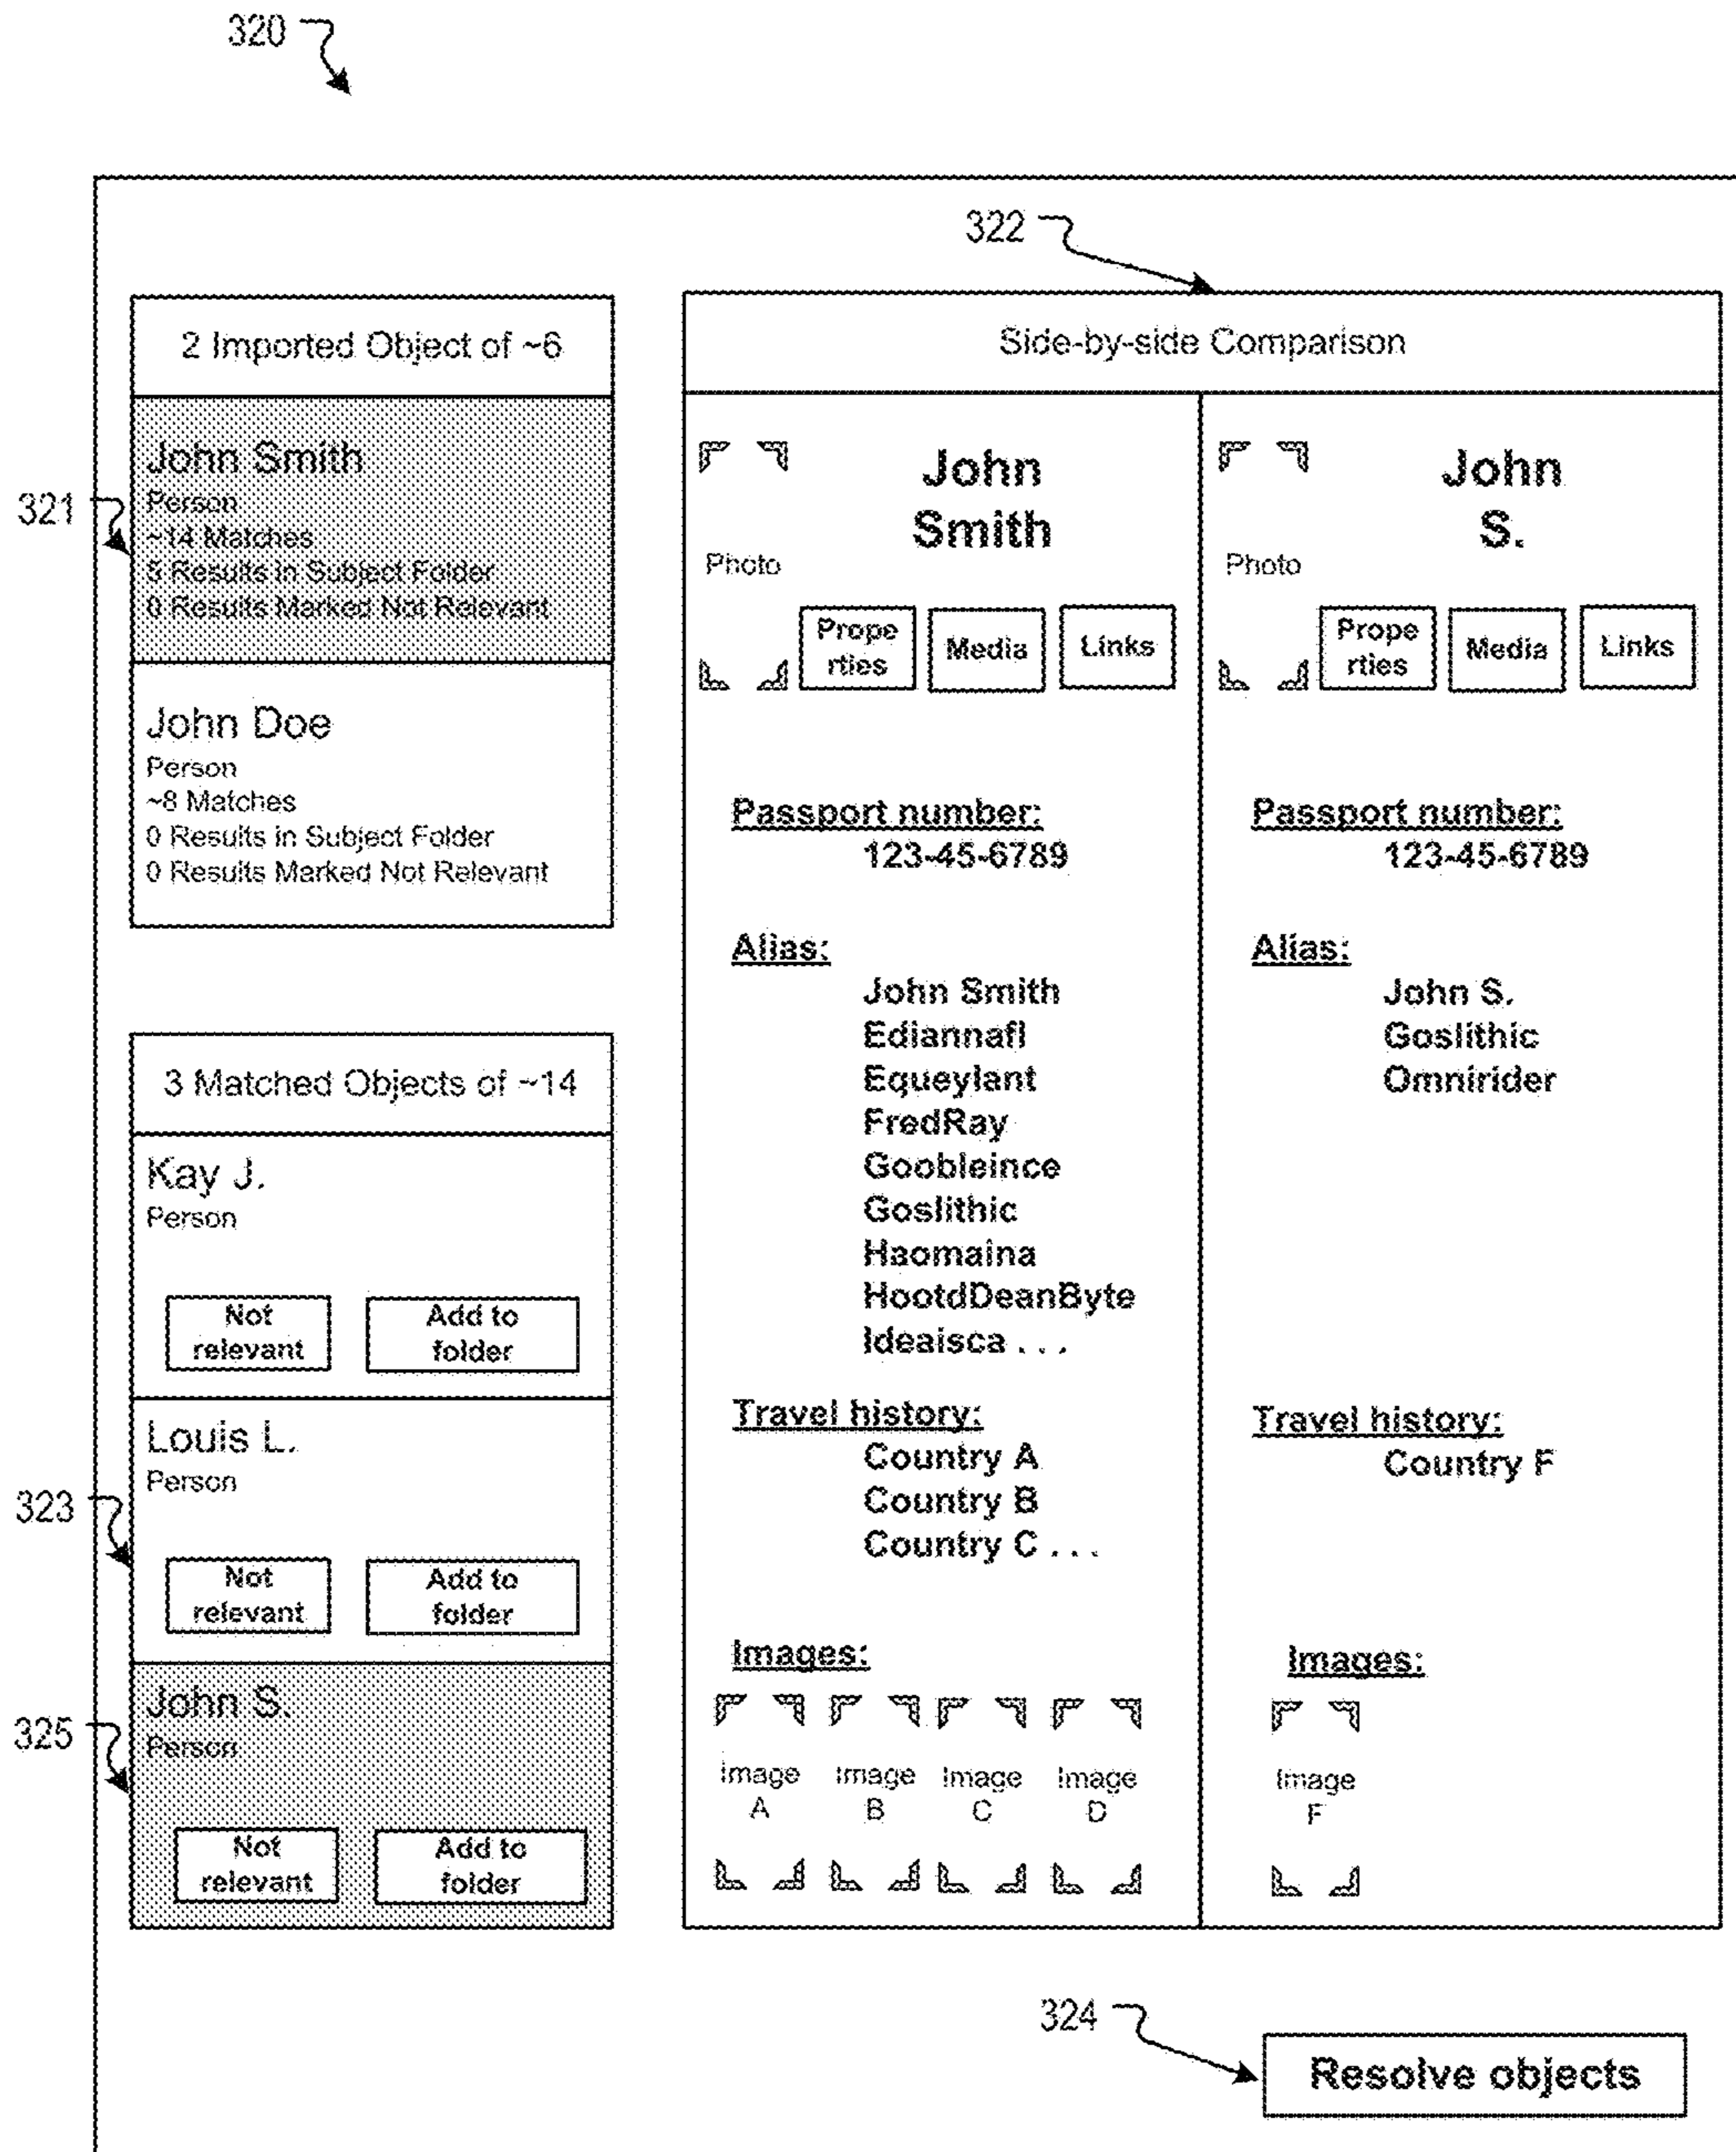 320
322
2 Imported Object of ~6
321
John Smith
Person
~14 Matches
5 Results in Subject Folder
0 Results Marked Not Relevant
John Doe
Person
~8 Matches
0 Results in Subject Folder
0 Results Marked Not Relevant
3 Matched Objects of ~14
Kay J.
Person
Not
relevant
Add to
folder
323
Louis L.
Person
Not
relevant
Add to
folder
325
John S.
Person
Not
relevant
Add to
folder
Side-by-side Comparison
Photo
John
Smith
Prope
rties
Media
Links
Passport number:
123-45-6789
Alias:
John Smith
Ediannafl
Equeylant
FredRay
Goobleince
Goslithic
Haomaina
HootdDeanByte
Ideaisca . . .
Travel history:
Country A
Country B
Country C . . .
Images:
Image
A
Image
B
Image
C
Image
D
Photo
John
S.
Prope
rties
Media
Links
Passport number:
123-45-6789
Alias:
John S.
Goslithic
Omnirider
Travel history:
Country F
Images:
Image
F
324
Resolve objects